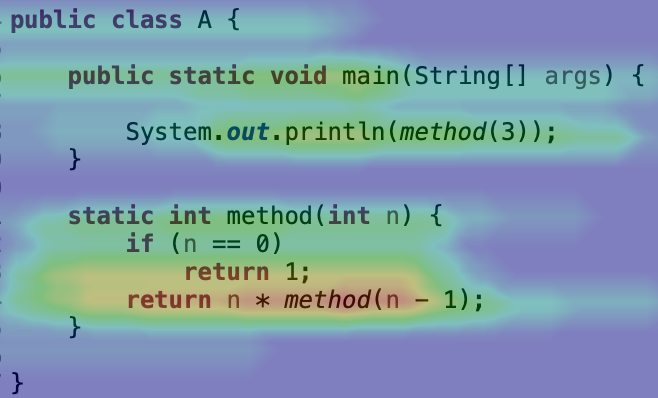 public class A {
    public static void main(String[] args) {
        System.out.println(method(3));
    }
    static int method(int n) {
        if (n == 0)
            return 1;
        return n * method(n − 1);
    }
}